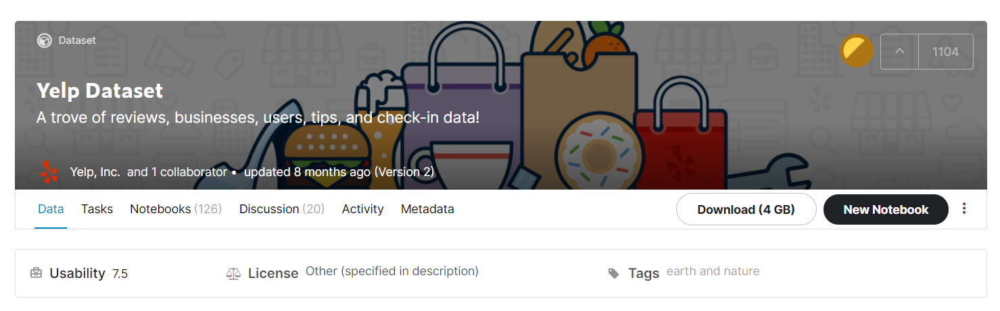 Dataset
1104
Yelp Dataset
A trove of reviews, businesses, users, tips, and check-in data!
Yelp, Inc. and 1 collaborator • updated 8 months ago (Version 2)
Data Tasks Notebooks (126) Discussion (20) Activity Metadata Download (4 GB) New Notebook
Usability 7.5 License Other (specified in description) Tags earth and nature